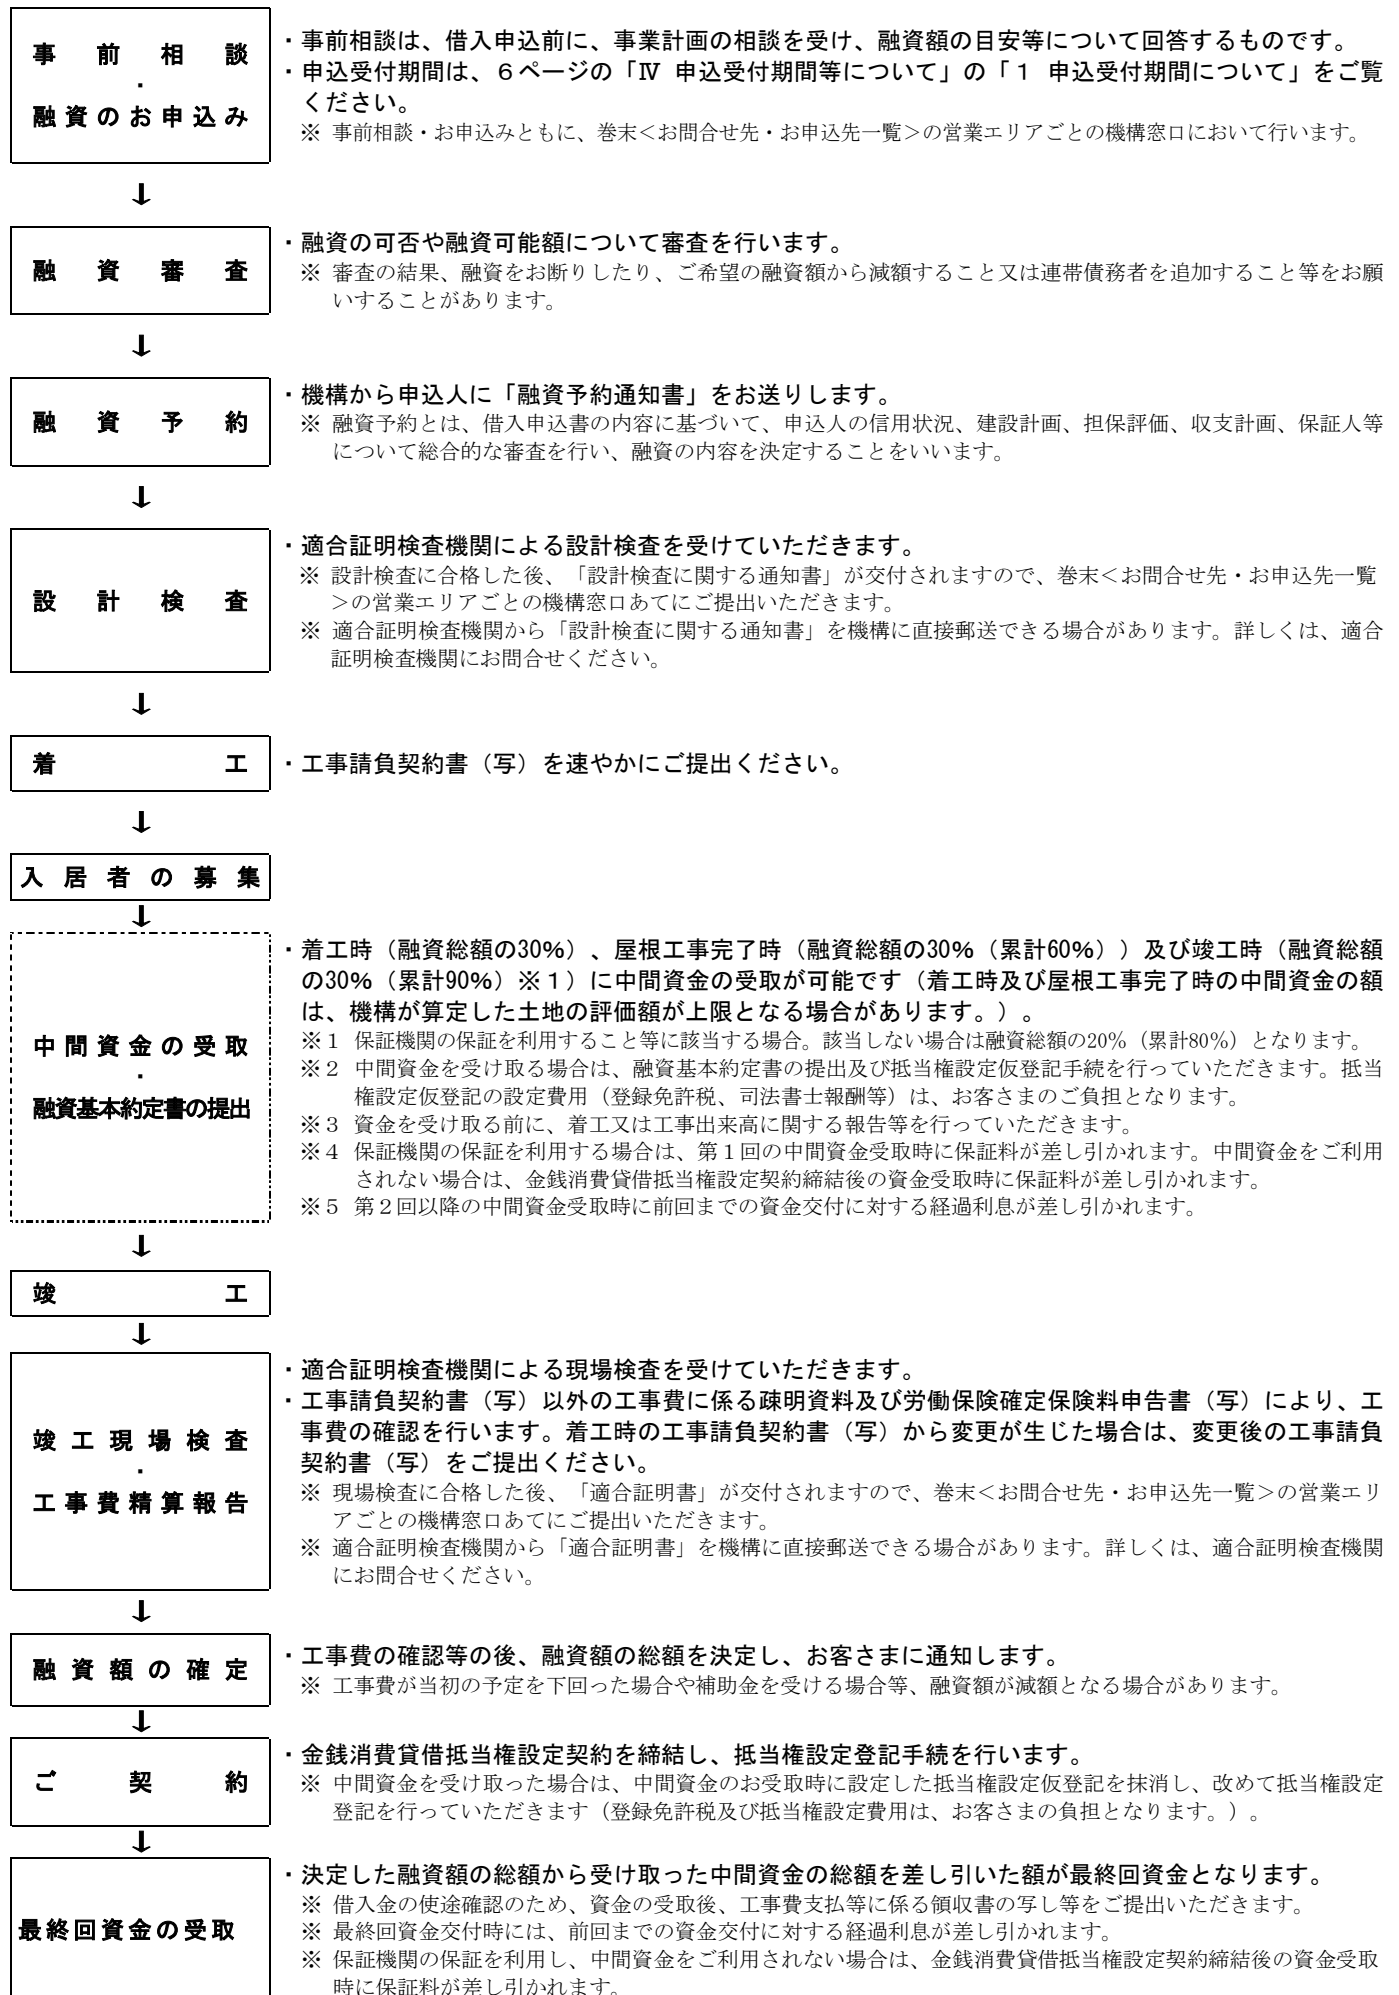 事前相談
・
融資のお申込み
・事前相談は、借入申込前に、事業計画の相談を受け、融資額の目安等について回答するものです。
・申込受付期間は、６ページの「Ⅳ 申込受付期間等について」の「１ 申込受付期間について」をご覧
ください。
※ 事前相談・お申込みともに、巻末＜お問合せ先・お申込先一覧＞の営業エリアごとの機構窓口において行います。
↓
融資審査
・融資の可否や融資可能額について審査を行います。
※ 審査の結果、融資をお断りしたり、ご希望の融資額から減額すること又は連帯債務者を追加すること等をお願
いすることがあります。
↓
融資予約
・機構から申込人に「融資予約通知書」をお送りします。
※ 融資予約とは、借入申込書の内容に基づいて、申込人の信用状況、建設計画、担保評価、収支計画、保証人等
について総合的な審査を行い、融資の内容を決定することをいいます。
↓
設計検査
・適合証明検査機関による設計検査を受けていただきます。
※ 設計検査に合格した後、「設計検査に関する通知書」が交付されますので、巻末＜お問合せ先・お申込先一覧
＞の営業エリアごとの機構窓口あてにご提出いただきます。
※ 適合証明検査機関から「設計検査に関する通知書」を機構に直接郵送できる場合があります。詳しくは、適合
証明検査機関にお問合せください。
↓
着工
・工事請負契約書（写）を速やかにご提出ください。
↓
入居者の募集
↓
中間資金の受取
・
融資基本約定書の提出
・着工時（融資総額の30％）、屋根工事完了時（融資総額の30％（累計60％））及び竣工時（融資総額
の30％（累計90％）※１）に中間資金の受取が可能です（着工時及び屋根工事完了時の中間資金の額
は、機構が算定した土地の評価額が上限となる場合があります。）。
※１ 保証機関の保証を利用すること等に該当する場合。該当しない場合は融資総額の20％（累計80％）となります。
※２ 中間資金を受け取る場合は、融資基本約定書の提出及び抵当権設定仮登記手続を行っていただきます。抵当
権設定仮登記の設定費用（登録免許税、司法書士報酬等）は、お客さまのご負担となります。
※３ 資金を受け取る前に、着工又は工事出来高に関する報告等を行っていただきます。
※４ 保証機関の保証を利用する場合は、第１回の中間資金受取時に保証料が差し引かれます。中間資金をご利用
されない場合は、金銭消費貸借抵当権設定契約締結後の資金受取時に保証料が差し引かれます。
※５ 第２回以降の中間資金受取時に前回までの資金交付に対する経過利息が差し引かれます。
↓
竣工
↓
竣工現場検査
・
工事費精算報告
・適合証明検査機関による現場検査を受けていただきます。
・工事請負契約書（写）以外の工事費に係る疎明資料及び労働保険確定保険料申告書（写）により、工
事費の確認を行います。着工時の工事請負契約書（写）から変更が生じた場合は、変更後の工事請負
契約書（写）をご提出ください。
※ 現場検査に合格した後、「適合証明書」が交付されますので、巻末＜お問合せ先・お申込先一覧＞の営業エリ
アごとの機構窓口あてにご提出いただきます。
※ 適合証明検査機関から「適合証明書」を機構に直接郵送できる場合があります。詳しくは、適合証明検査機関
にお問合せください。
↓
融資額の確定
・工事費の確認等の後、融資額の総額を決定し、お客さまに通知します。
※ 工事費が当初の予定を下回った場合や補助金を受ける場合等、融資額が減額となる場合があります。
↓
ご契約
・金銭消費貸借抵当権設定契約を締結し、抵当権設定登記手続を行います。
※ 中間資金を受け取った場合は、中間資金のお受取時に設定した抵当権設定仮登記を抹消し、改めて抵当権設定
登記を行っていただきます（登録免許税及び抵当権設定費用は、お客さまの負担となります。）。
↓
最終回資金の受取
・決定した融資額の総額から受け取った中間資金の総額を差し引いた額が最終回資金となります。
※ 借入金の使途確認のため、資金の受取後、工事費支払等に係る領収書の写し等をご提出いただきます。
※ 最終回資金交付時には、前回までの資金交付に対する経過利息が差し引かれます。
※ 保証機関の保証を利用し、中間資金をご利用されない場合は、金銭消費貸借抵当権設定契約締結後の資金受取
時に保証料が差し引かれます。